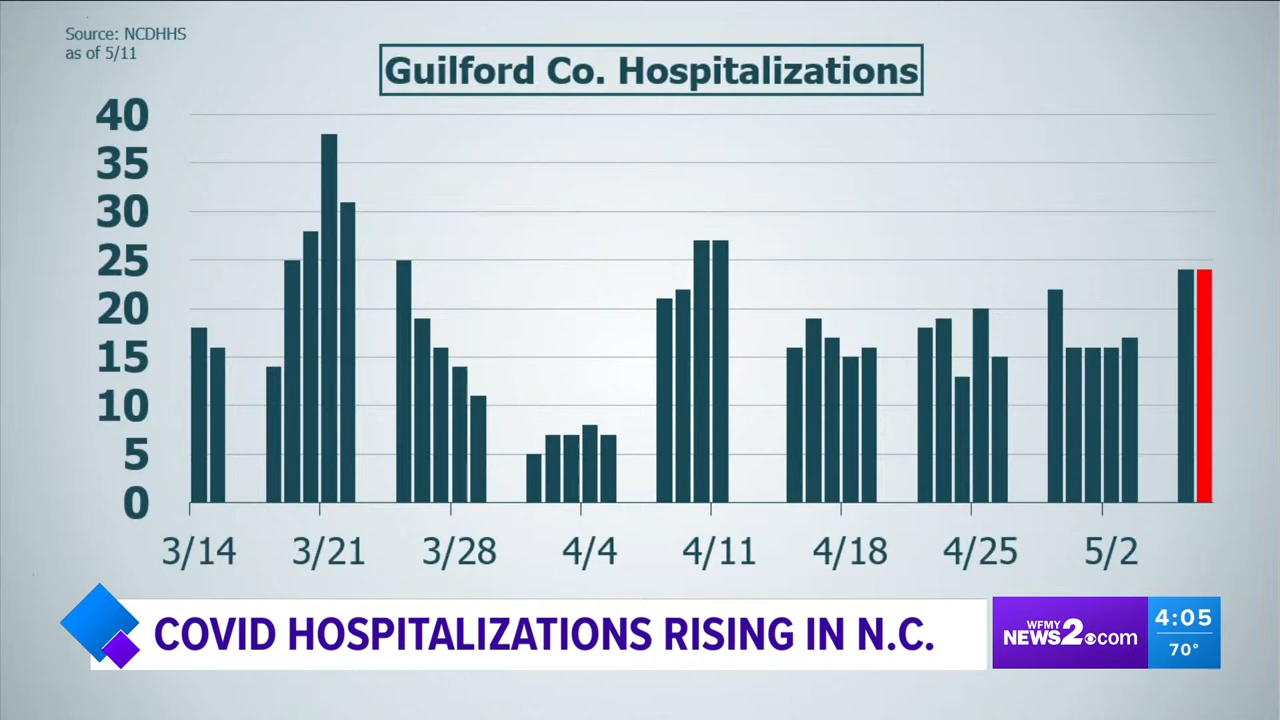 Source: NCDHHS
as of 5/11
Guilford Co. Hospitalizations
40
35
30
25
20
15
10
5
0
3/14 3/21 3/28 4/4 4/11 4/18 4/25 5/2
COVID HOSPITALIZATIONS RISING IN N.C.
WFMY
NEWS2.com
4:05
70°